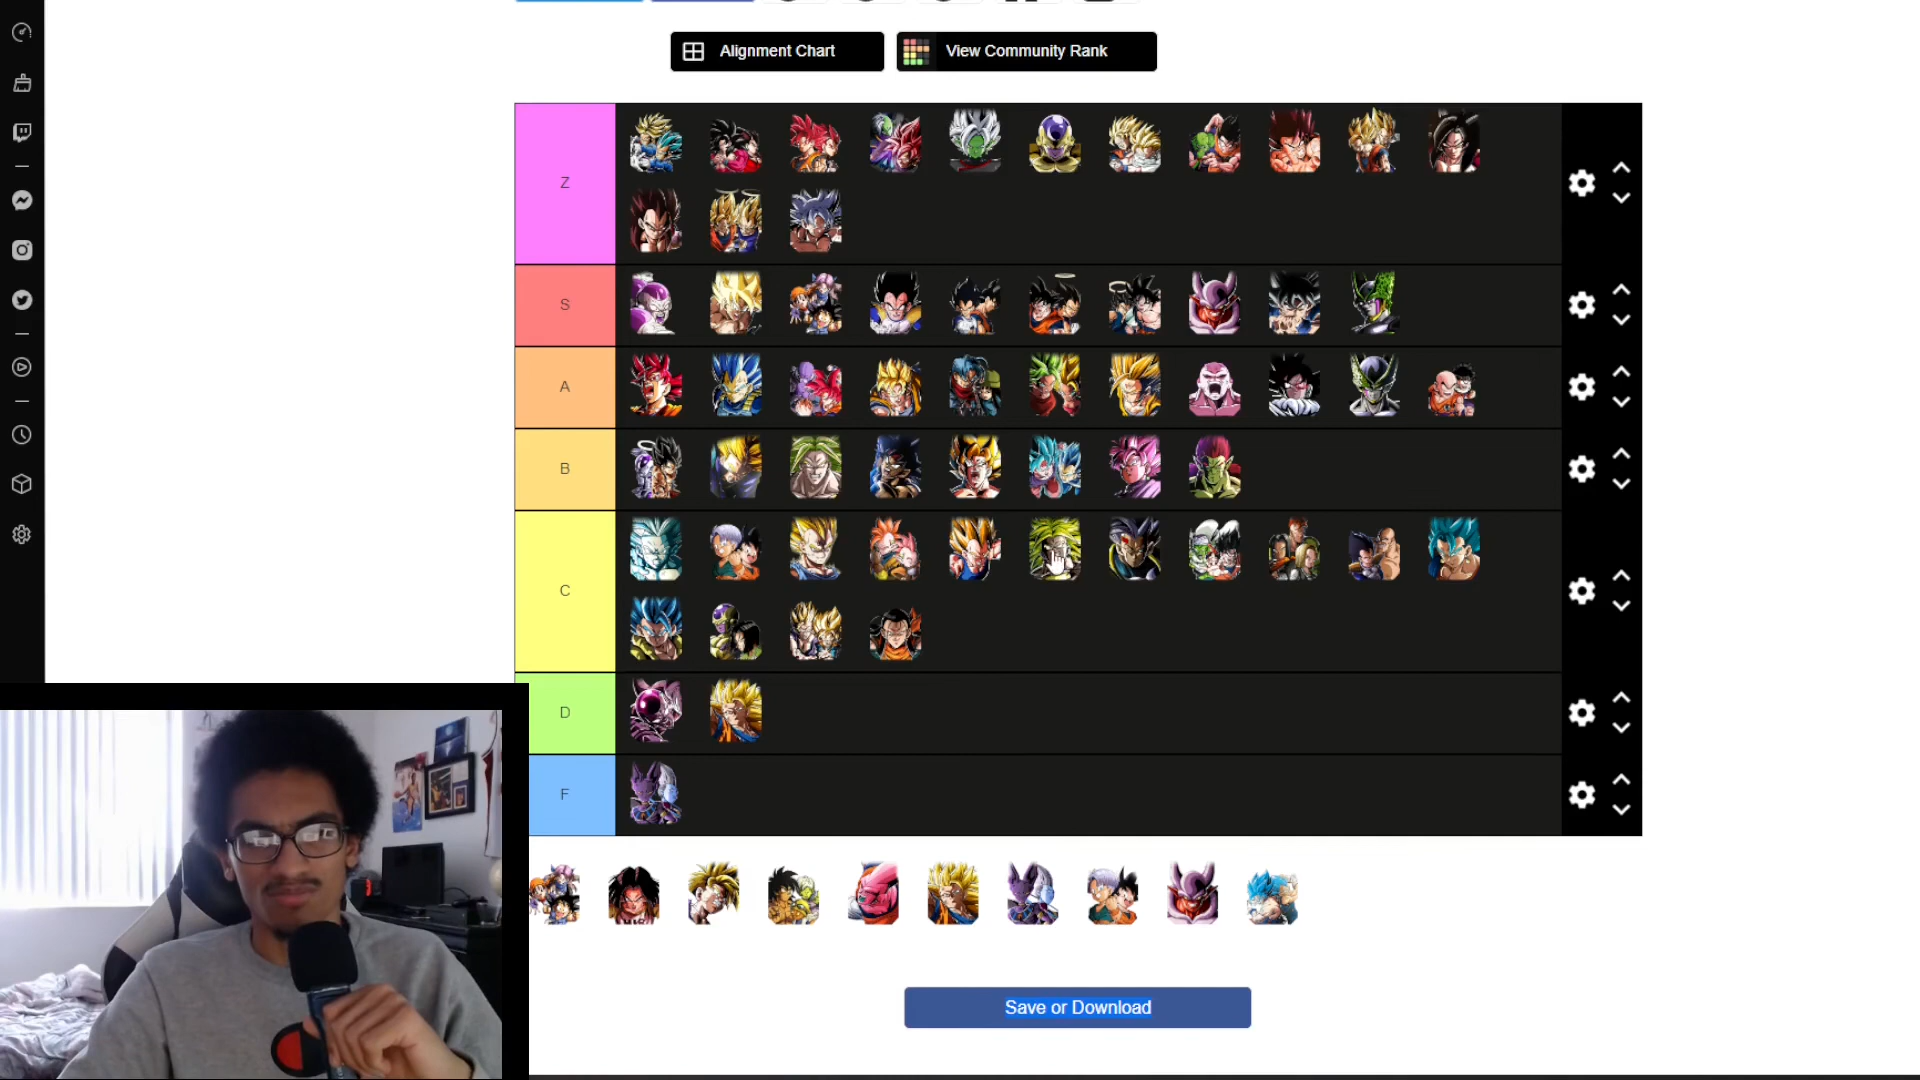 Alignment Chart
View Community Rank
Z
S
A
B
C
D
F
Save or Download